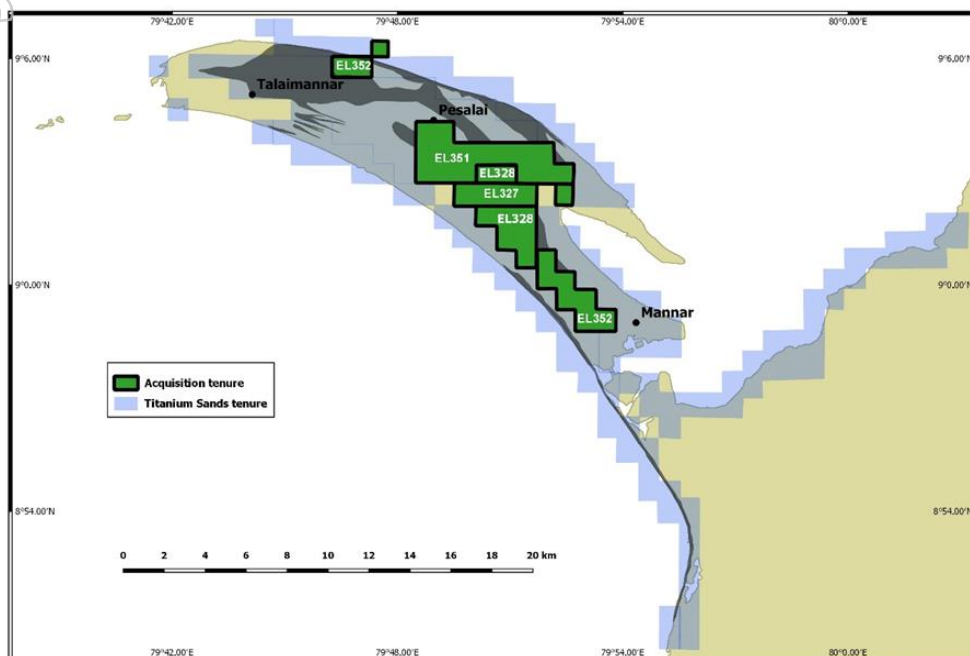 79°42.00'E 79°48.00'E 79°54.00'E 80°0.00'E
9°6.00'N 9°6.00'N
EL352
Talaimannar
Pesalai
EL351
EL328
EL327
EL328
9°0.00'N 9°0.00'N
EL352
Mannar
Acquisition tenure
Titanium Sands tenure
8°54.00'N 8°54.00'N
0 2 4 6 8 10 12 14 16 18 20 km
79°42.00'E 79°48.00'E 79°54.00'E 80°0.00'E